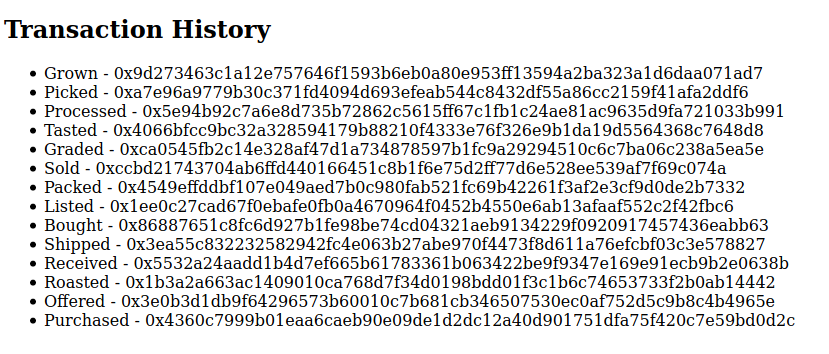 Transaction History
Grown - 0x9d273463c1a12e757646f1593b6eb0a80e953ff13594a2ba323a1d6daa071ad7
Picked - 0xa7e96a9779b30c371fd4094d693efeab544c8432df55a86cc2159f41afa2ddf6
Processed - 0x5e94b92c7a6e8d735b72862c5615ff67c1fb1c24ae81ac9635d9fa721033b991
Tasted - 0x4066bfcc9bc32a328594179b88210f4333e76f326e9b1da19d5564368c7648d8
Graded - 0xca0545fb2c14e328af47d1a734878597b1fc9a29294510c6c7ba06c238a5ea5e
Sold - 0xccbd21743704ab6ffd440166451c8b1f6e75d2ff77d6e528ee539af7f69c074a
Packed - 0x4549effddbf107e049aed7b0c980fab521fc69b42261f3af2e3cf9d0de2b7332
Listed - 0x1ee0c27cad67f0ebafe0fb0a4670964f0452b4550e6ab13afaaf552c2f42fbc6
Bought - 0x86887651c8fc6d927b1fe98be74cd04321aeb9134229f0920917457436eabb63
Shipped - 0x3ea55c832232582942fc4e063b27abe970f4473f8d611a76efcbf03c3e578827
Received - 0x5532a24aadd1b4d7ef665b61783361b063422be9f9347e169e91ecb9b2e0638b
Roasted - 0x1b3a2a663ac1409010ca768d7f34d0198bdd01f3c1b6c74653733f2b0ab14442
Offered - 0x3e0b3d1db9f64296573b60010c7b681cb346507530ec0af752d5c9b8c4b4965e
Purchased - 0x4360c7999b01eaa6caeb90e09de1d2dc12a40d901751dfa75f420c7e59bd0d2c